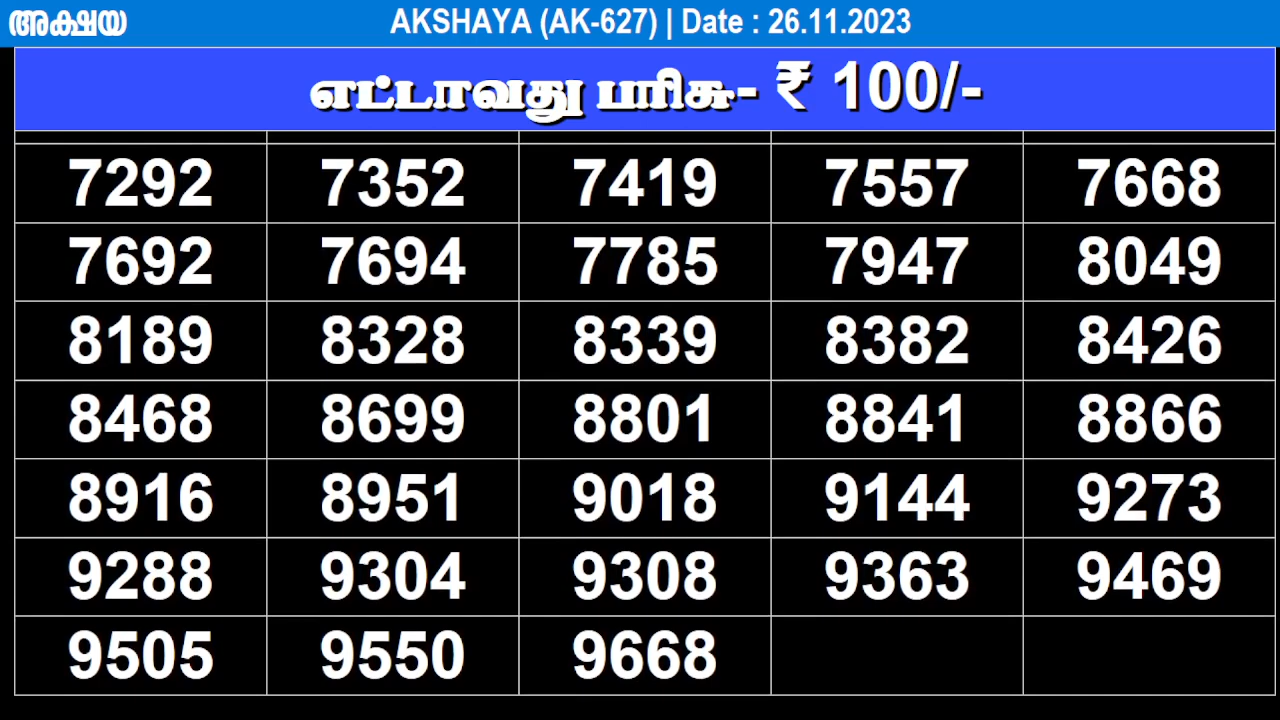 അക്ഷയ AKSHAYA (AK-627) | Date : 26.11.2023
எட்டாவது பரிசு- ₹ 100/-
7292 7352 7419 7557 7668
7692 7694 7785 7947 8049
8189 8328 8339 8382 8426
8468 8699 8801 8841 8866
8916 8951 9018 9144 9273
9288 9304 9308 9363 9469
9505 9550 9668